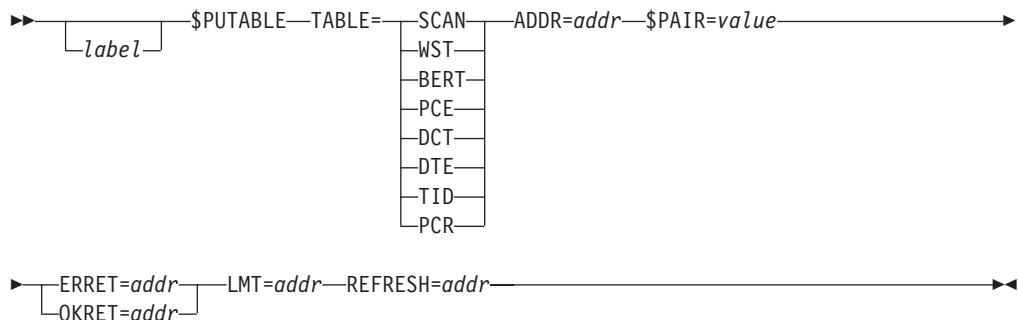 $PUTABLE TABLE= SCAN ADDR=addr $PAIR=value
label WST
BERT
PCE
DCT
DTE
TID
PCR
ERRET=addr LMT=addr REFRESH=addr
OKRET=addr